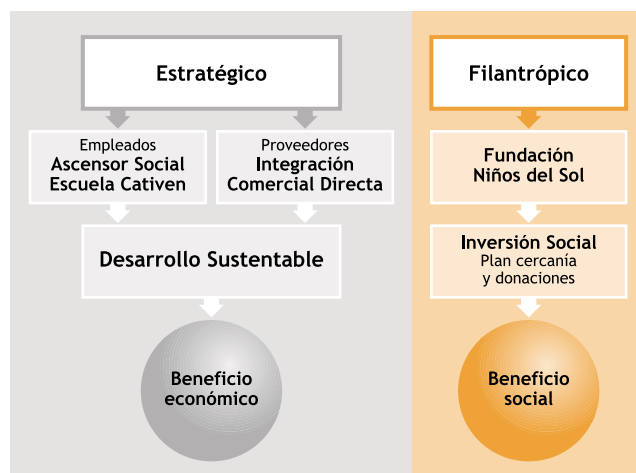 Estratégico
Empleados
Ascensor Social
Escuela Cativen
Proveedores
Integración
Comercial Directa
Desarrollo Sustentable
Beneficio
económico
Filantrópico
Fundación
Niños del Sol
Inversión Social
Plan cercanía
y donaciones
Beneficio
social